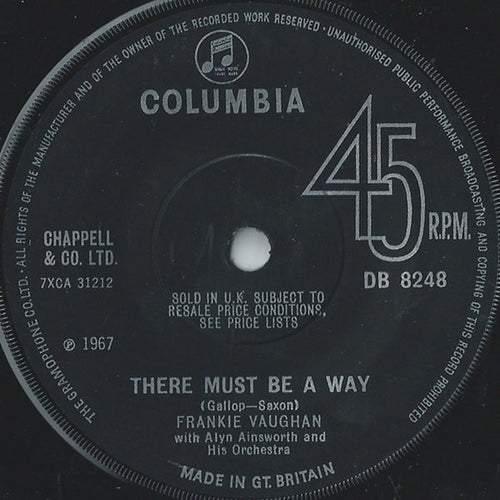 ALL RIGHTS OF THE MANUFACTURER AND OF THE OWNER OF THE RECORDED WORK RESERVED · UNAUTHORISED PUBLIC PERFORMANCE BROADCASTING AND COPYING OF THIS RECORD PROHIBITED
THE GRAMOPHONE CO. LTD. ·
COLUMBIA
45
R.P.M.
CHAPPELL
& CO. LTD.
7XCA 31212
DB 8248
SOLD IN U.K. SUBJECT TO
RESALE PRICE CONDITIONS,
SEE PRICE LISTS
℗ 1967
THERE MUST BE A WAY
(Gallop—Saxon)
FRANKIE VAUGHAN
with Alyn Ainsworth and
His Orchestra
MADE IN GT. BRITAIN